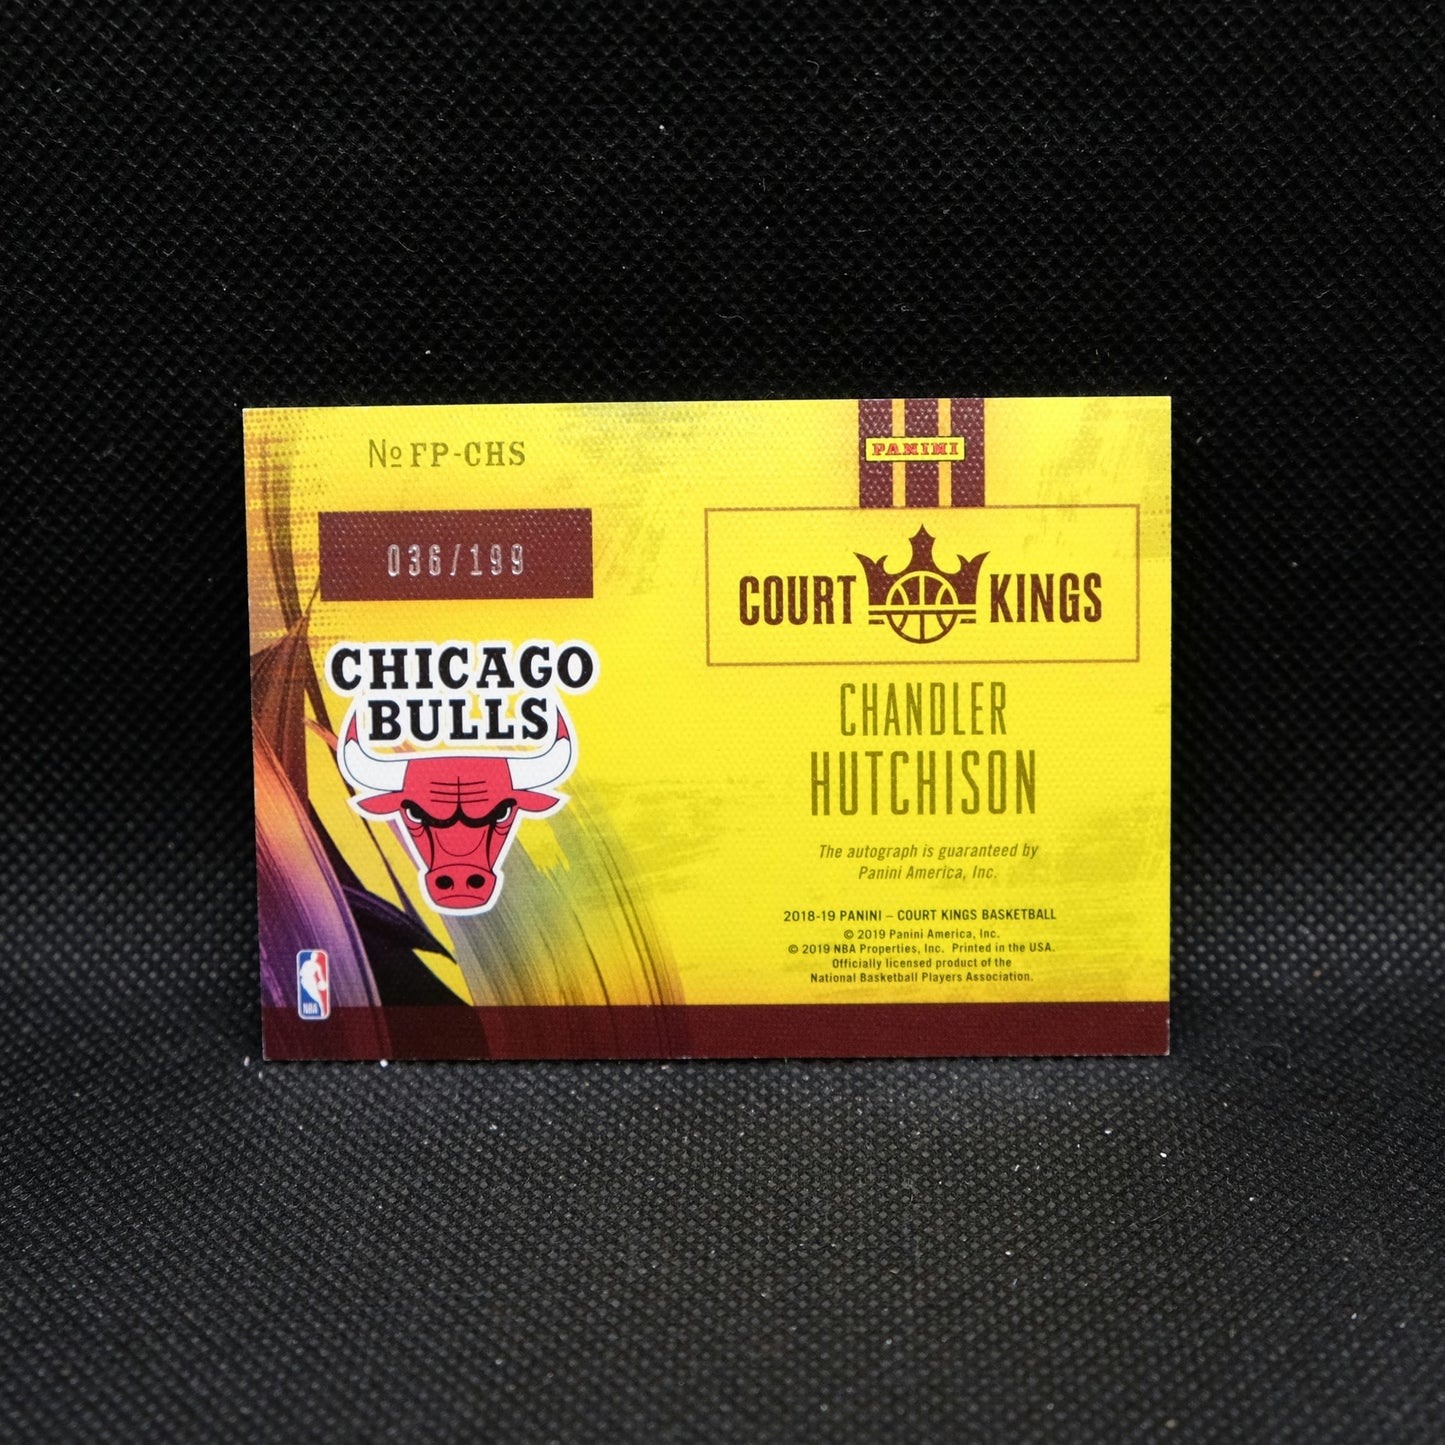 № FP-CHS
036/199
CHICAGO
BULLS
NBA
PANINI
COURT KINGS
CHANDLER
HUTCHISON
The autograph is guaranteed by
Panini America, Inc.
2018-19 PANINI – COURT KINGS BASKETBALL
© 2019 Panini America, Inc.
© 2019 NBA Properties, Inc. Printed in the USA.
Officially licensed product of the
National Basketball Players Association.